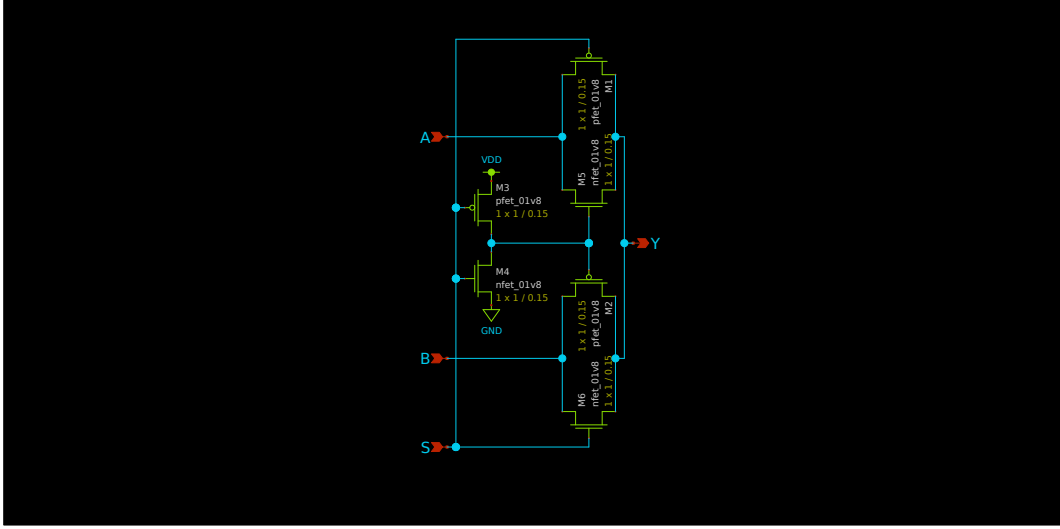 A
VDD
M3
pfet_01v8
1 x 1 / 0.15
M4
nfet_01v8
1 x 1 / 0.15
GND
B
S
1 x 1 / 0.15
pfet_01v8
M1
M5
nfet_01v8
1 x 1 / 0.15
Y
1 x 1 / 0.15
pfet_01v8
M2
M6
nfet_01v8
1 x 1 / 0.15